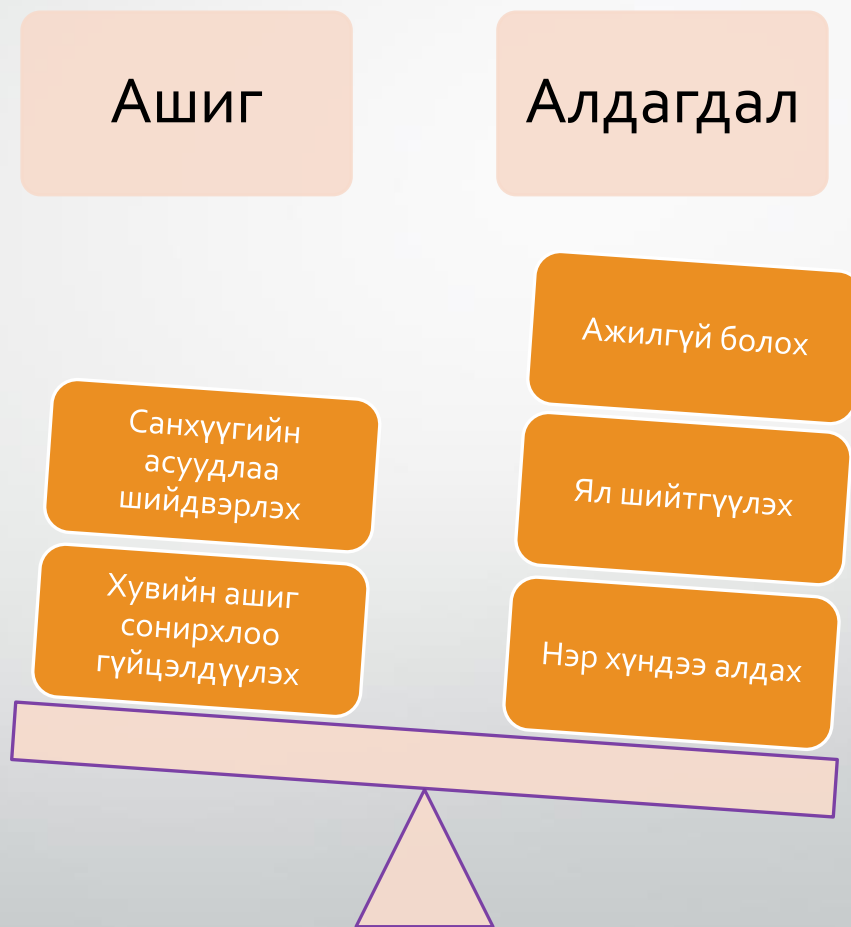 Ашиг
Алдагдал
Санхүүгийн
асуудлаа
шийдвэрлэх
Хувийн ашиг
сонирхлоо
гүйцэлдүүлэх
Ажилгүй болох
Ял шийтгүүлэх
Нэр хүндээ алдах